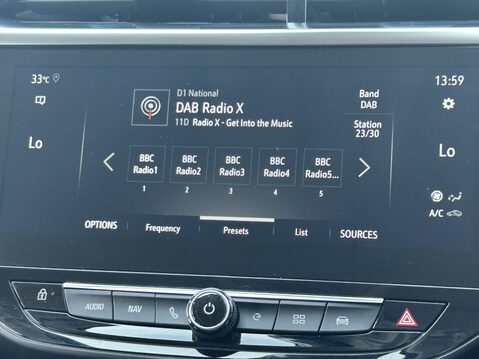 33°C
13:59
D1 National
DAB Radio X
11D Radio X - Get Into the Music
Band
DAB
Station
23/30
Lo
Lo
BBC Radio1
BBC Radio2
BBC Radio3
BBC Radio4
BBC Radio5...
1
2
3
4
5
A/C
OPTIONS
Frequency
Presets
List
SOURCES
AUDIO
NAV